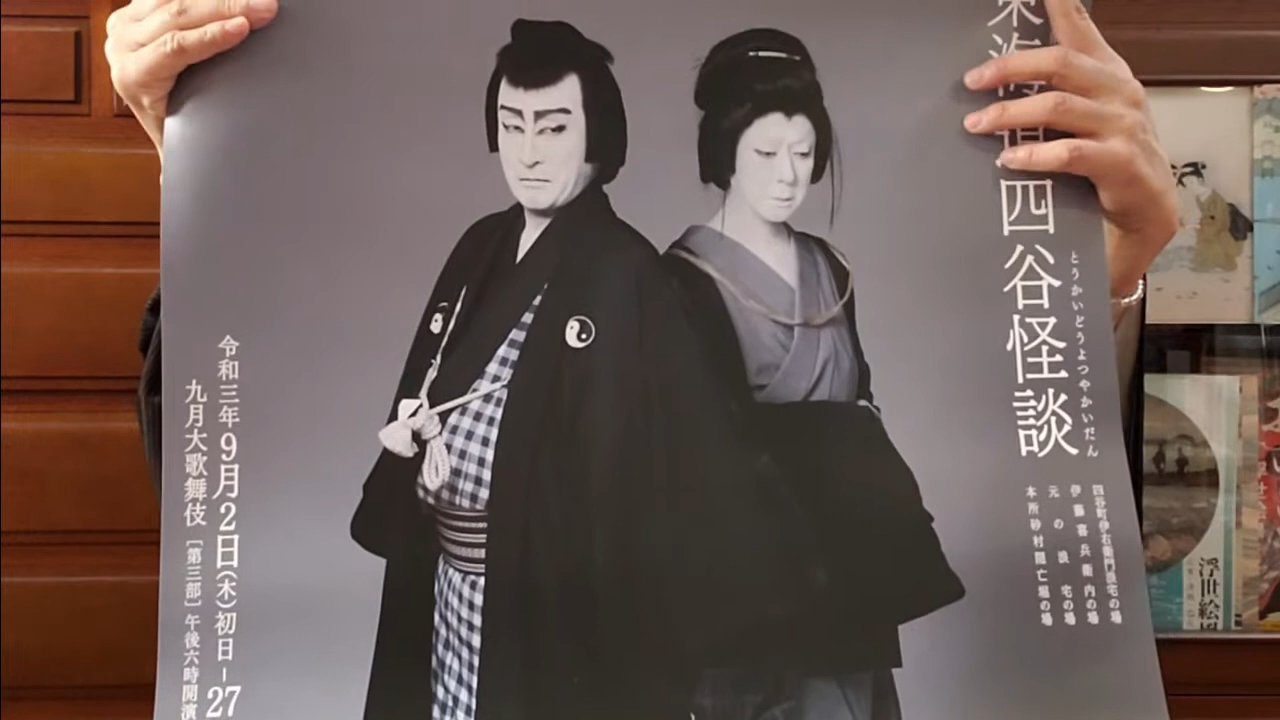 東海道四谷怪談
とうかいどうよつやかいだん
四谷町伊右衛門浪宅の場
伊藤喜兵衛内の場
元の浪宅の場
本所砂村隠亡堀の場
令和三年9月2日(木)初日-27
九月大歌舞伎[第三部]午後六時開演
浮世絵